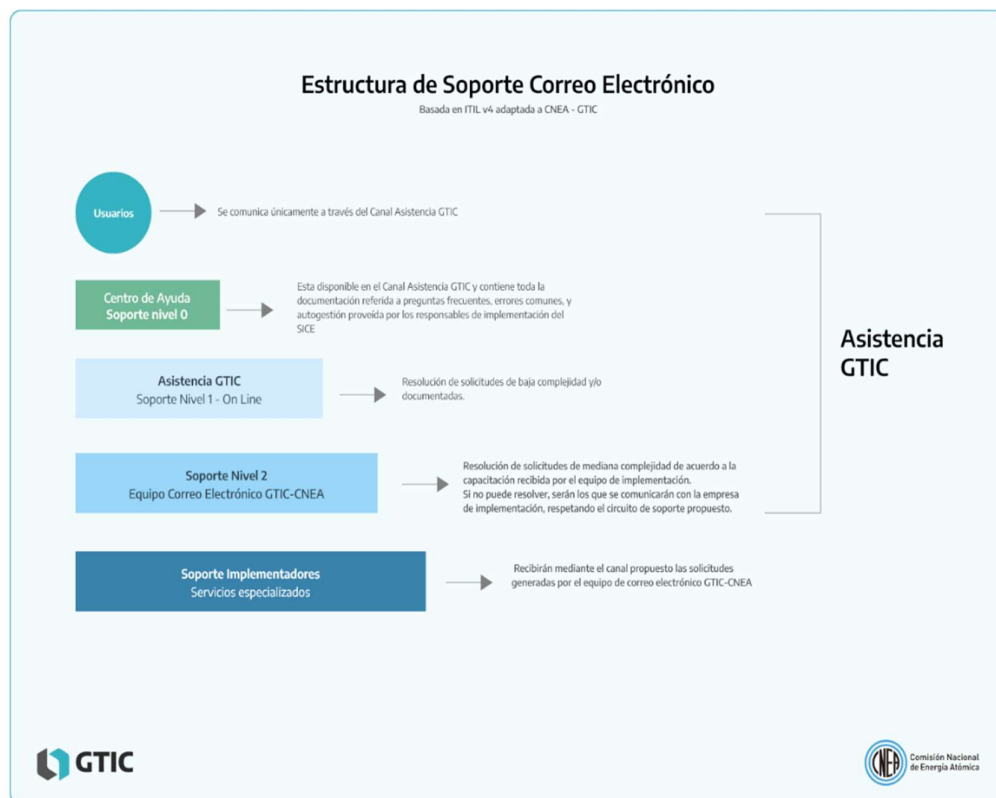 Estructura de Soporte Correo Electrónico
Basada en ITIL v4 adaptada a CNEA - GTIC
Usuarios
Se comunica únicamente a través del Canal Asistencia GTIC
Centro de Ayuda
Soporte nivel 0
Esta disponible en el Canal Asistencia GTIC y contiene toda la
documentación referida a preguntas frecuentes, errores comunes, y
autogestión proveída por los responsables de implementación del
SICE
Asistencia
GTIC
Asistencia GTIC
Soporte Nivel 1 - On Line
Resolución de solicitudes de baja complejidad y/o
documentadas.
Soporte Nivel 2
Equipo Correo Electrónico GTIC-CNEA
Resolución de solicitudes de mediana complejidad de acuerdo a la
capacitación recibida por el equipo de implementación.
Si no puede resolver, serán los que se comunicarán con la empresa
de implementación, respetando el circuito de soporte propuesto.
Soporte Implementadores
Servicios especializados
Recibirán mediante el canal propuesto las solicitudes
generadas por el equipo de correo electrónico GTIC-CNEA
GTIC
CNEA
Comisión Nacional
de Energía Atómica